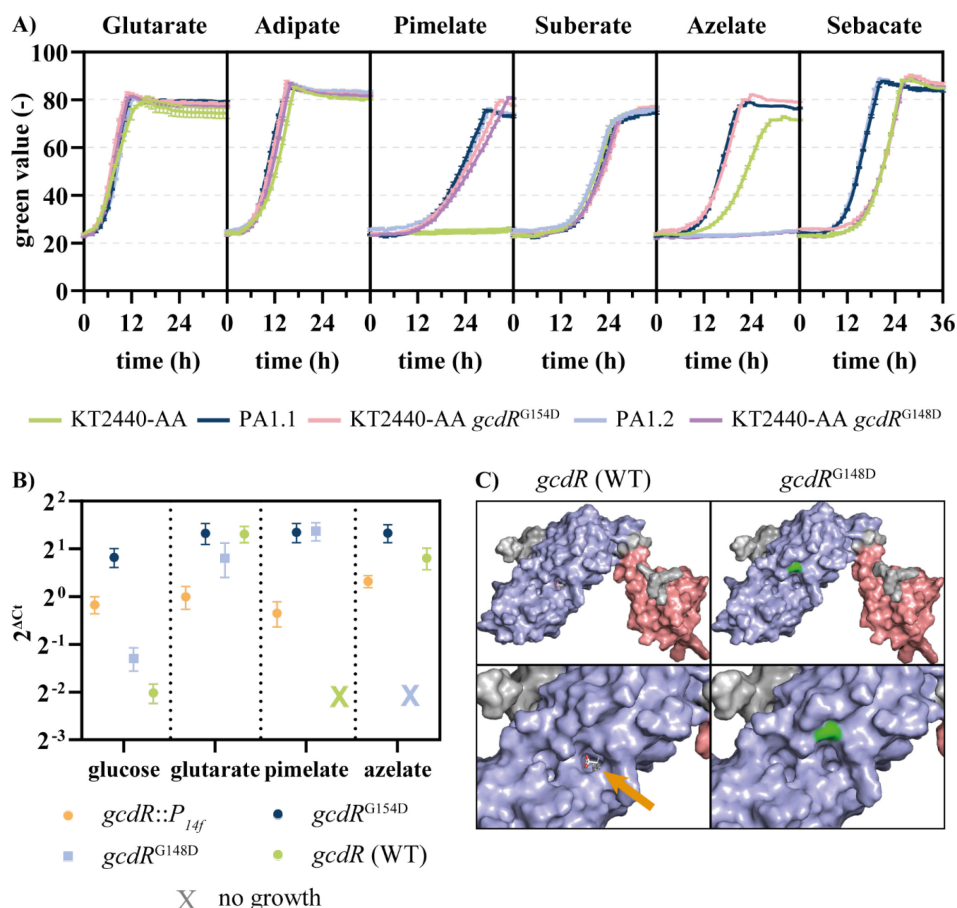 A) Glutarate Adipate Pimelate Suberate Azelate Sebacate
100
80
60
40
20
0
green value (-)
0 12 24 0 12 24 0 12 24 0 12 24 0 12 24 0 12 24 36
time (h) time (h) time (h) time (h) time (h) time (h)
KT2440-AA PA1.1 KT2440-AA gcdR^G154D PA1.2 KT2440-AA gcdR^G148D
B)
2^2
2^1
2^0
2^-1
2^-2
2^-3
2^ΔCt
X X
glucose glutarate pimelate azelate
gcdR::P_14f gcdR^G154D
gcdR^G148D gcdR (WT)
X no growth
C) gcdR (WT) gcdR^G148D